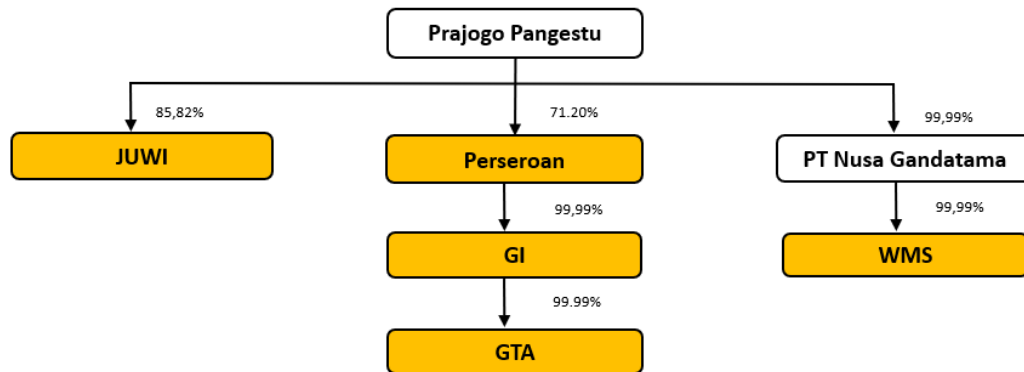 Prajogo Pangestu
85,82%
71.20%
99,99%
JUWI
Perseroan
PT Nusa Gandatama
99,99%
99,99%
GI
WMS
99.99%
GTA